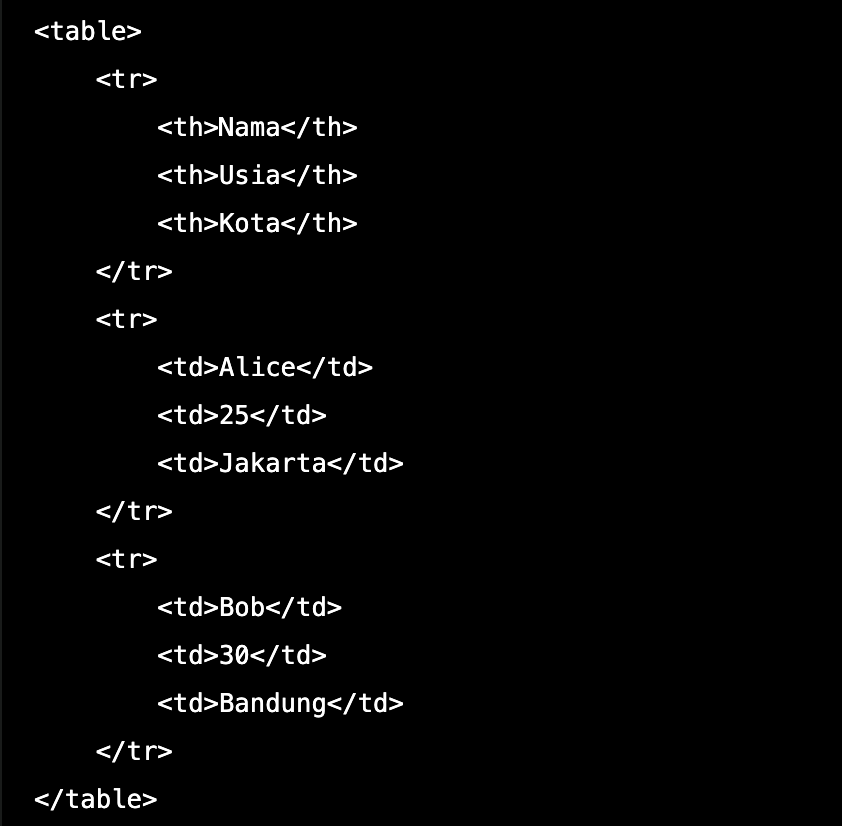 <table>
    <tr>
        <th>Nama</th>
        <th>Usia</th>
        <th>Kota</th>
    </tr>
    <tr>
        <td>Alice</td>
        <td>25</td>
        <td>Jakarta</td>
    </tr>
    <tr>
        <td>Bob</td>
        <td>30</td>
        <td>Bandung</td>
    </tr>
</table>